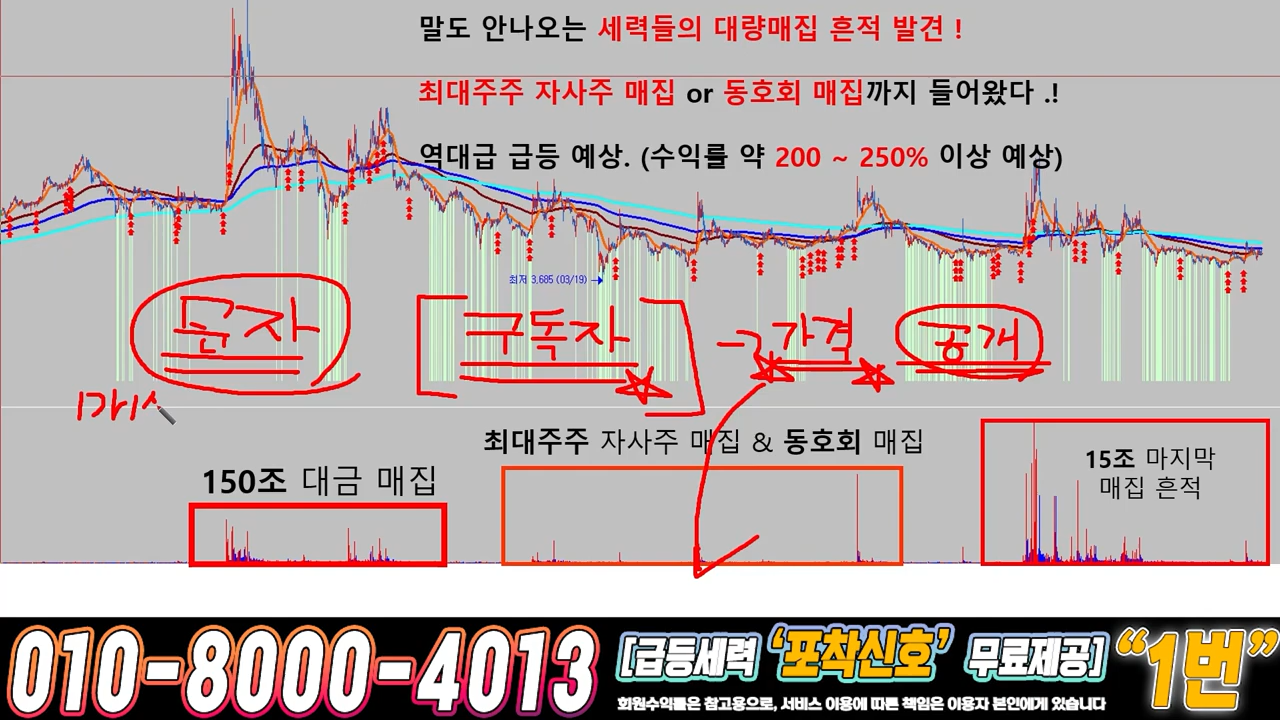 말도 안나오는 세력들의 대량매집 흔적 발견 !
최대주주 자사주 매집 or 동호회 매집까지 들어왔다 .!
역대급 급등 예상. (수익률 약 200 ~ 250% 이상 예상)
최저 3,685 (03/19)
문자 구독자 가격 공개
최대주주 자사주 매집 & 동호회 매집
150조 대금 매집
15조 마지막
매집 흔적
010-8000-4013 [급등세력 ‘포착신호’ 무료제공] “1번”
회원수익률은 참고용으로, 서비스 이용에 따른 책임은 이용자 본인에게 있습니다